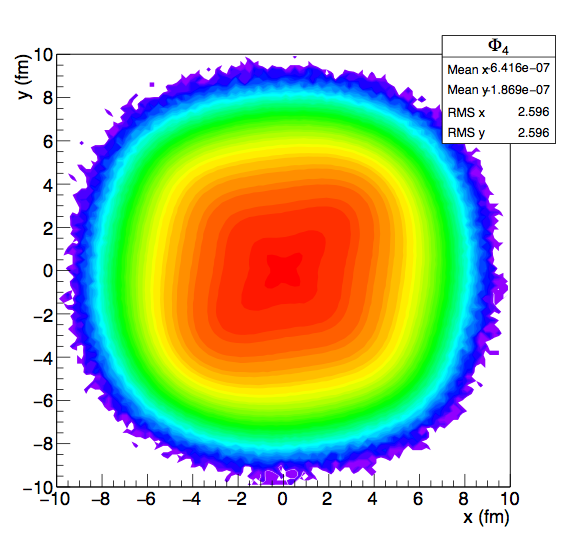 Φ4
Mean x-6.416e-07
Mean y-1.869e-07
RMS x 2.596
RMS y 2.596
y (fm)
10
8
6
4
2
0
−2
−4
−6
−8
−10
−10 −8 −6 −4 −2 0 2 4 6 8 10
x (fm)